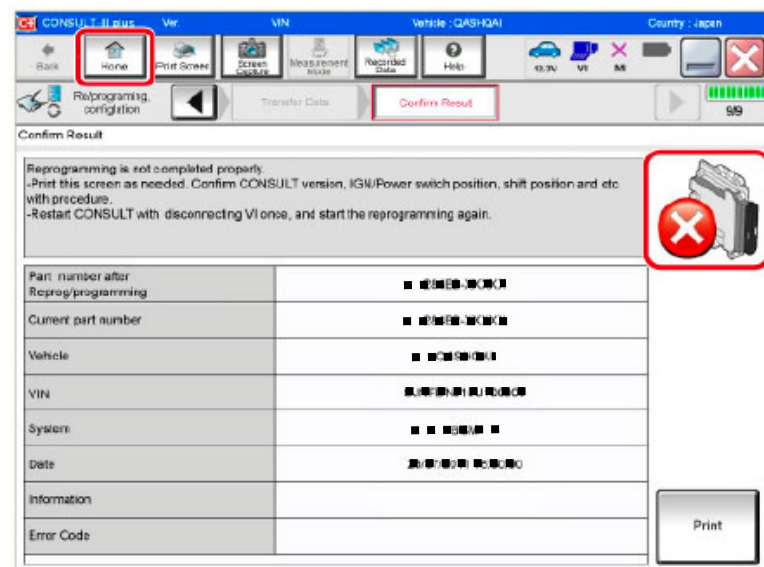 CONSULT-III plus Ver. VIN Vehicle : QASHQAI Country : Japan
Back Home Print Screen Screen Capture Measurement Mode Recorded Data Help 12.3V VI MI
Re/programing, configlation Transfer Data Confirm Result 9/9
Confirm Result
Reprogramming is not completed properly.
-Print this screen as needed. Confirm CONSULT version, IGN/Power switch position, shift position and etc
with procedure.
-Restart CONSULT with disconnecting VI once, and start the reprogramming again.
Part number after
Reprog/programming
Current part number
Vehicle
VIN
System
Date
Information
Error Code
Print